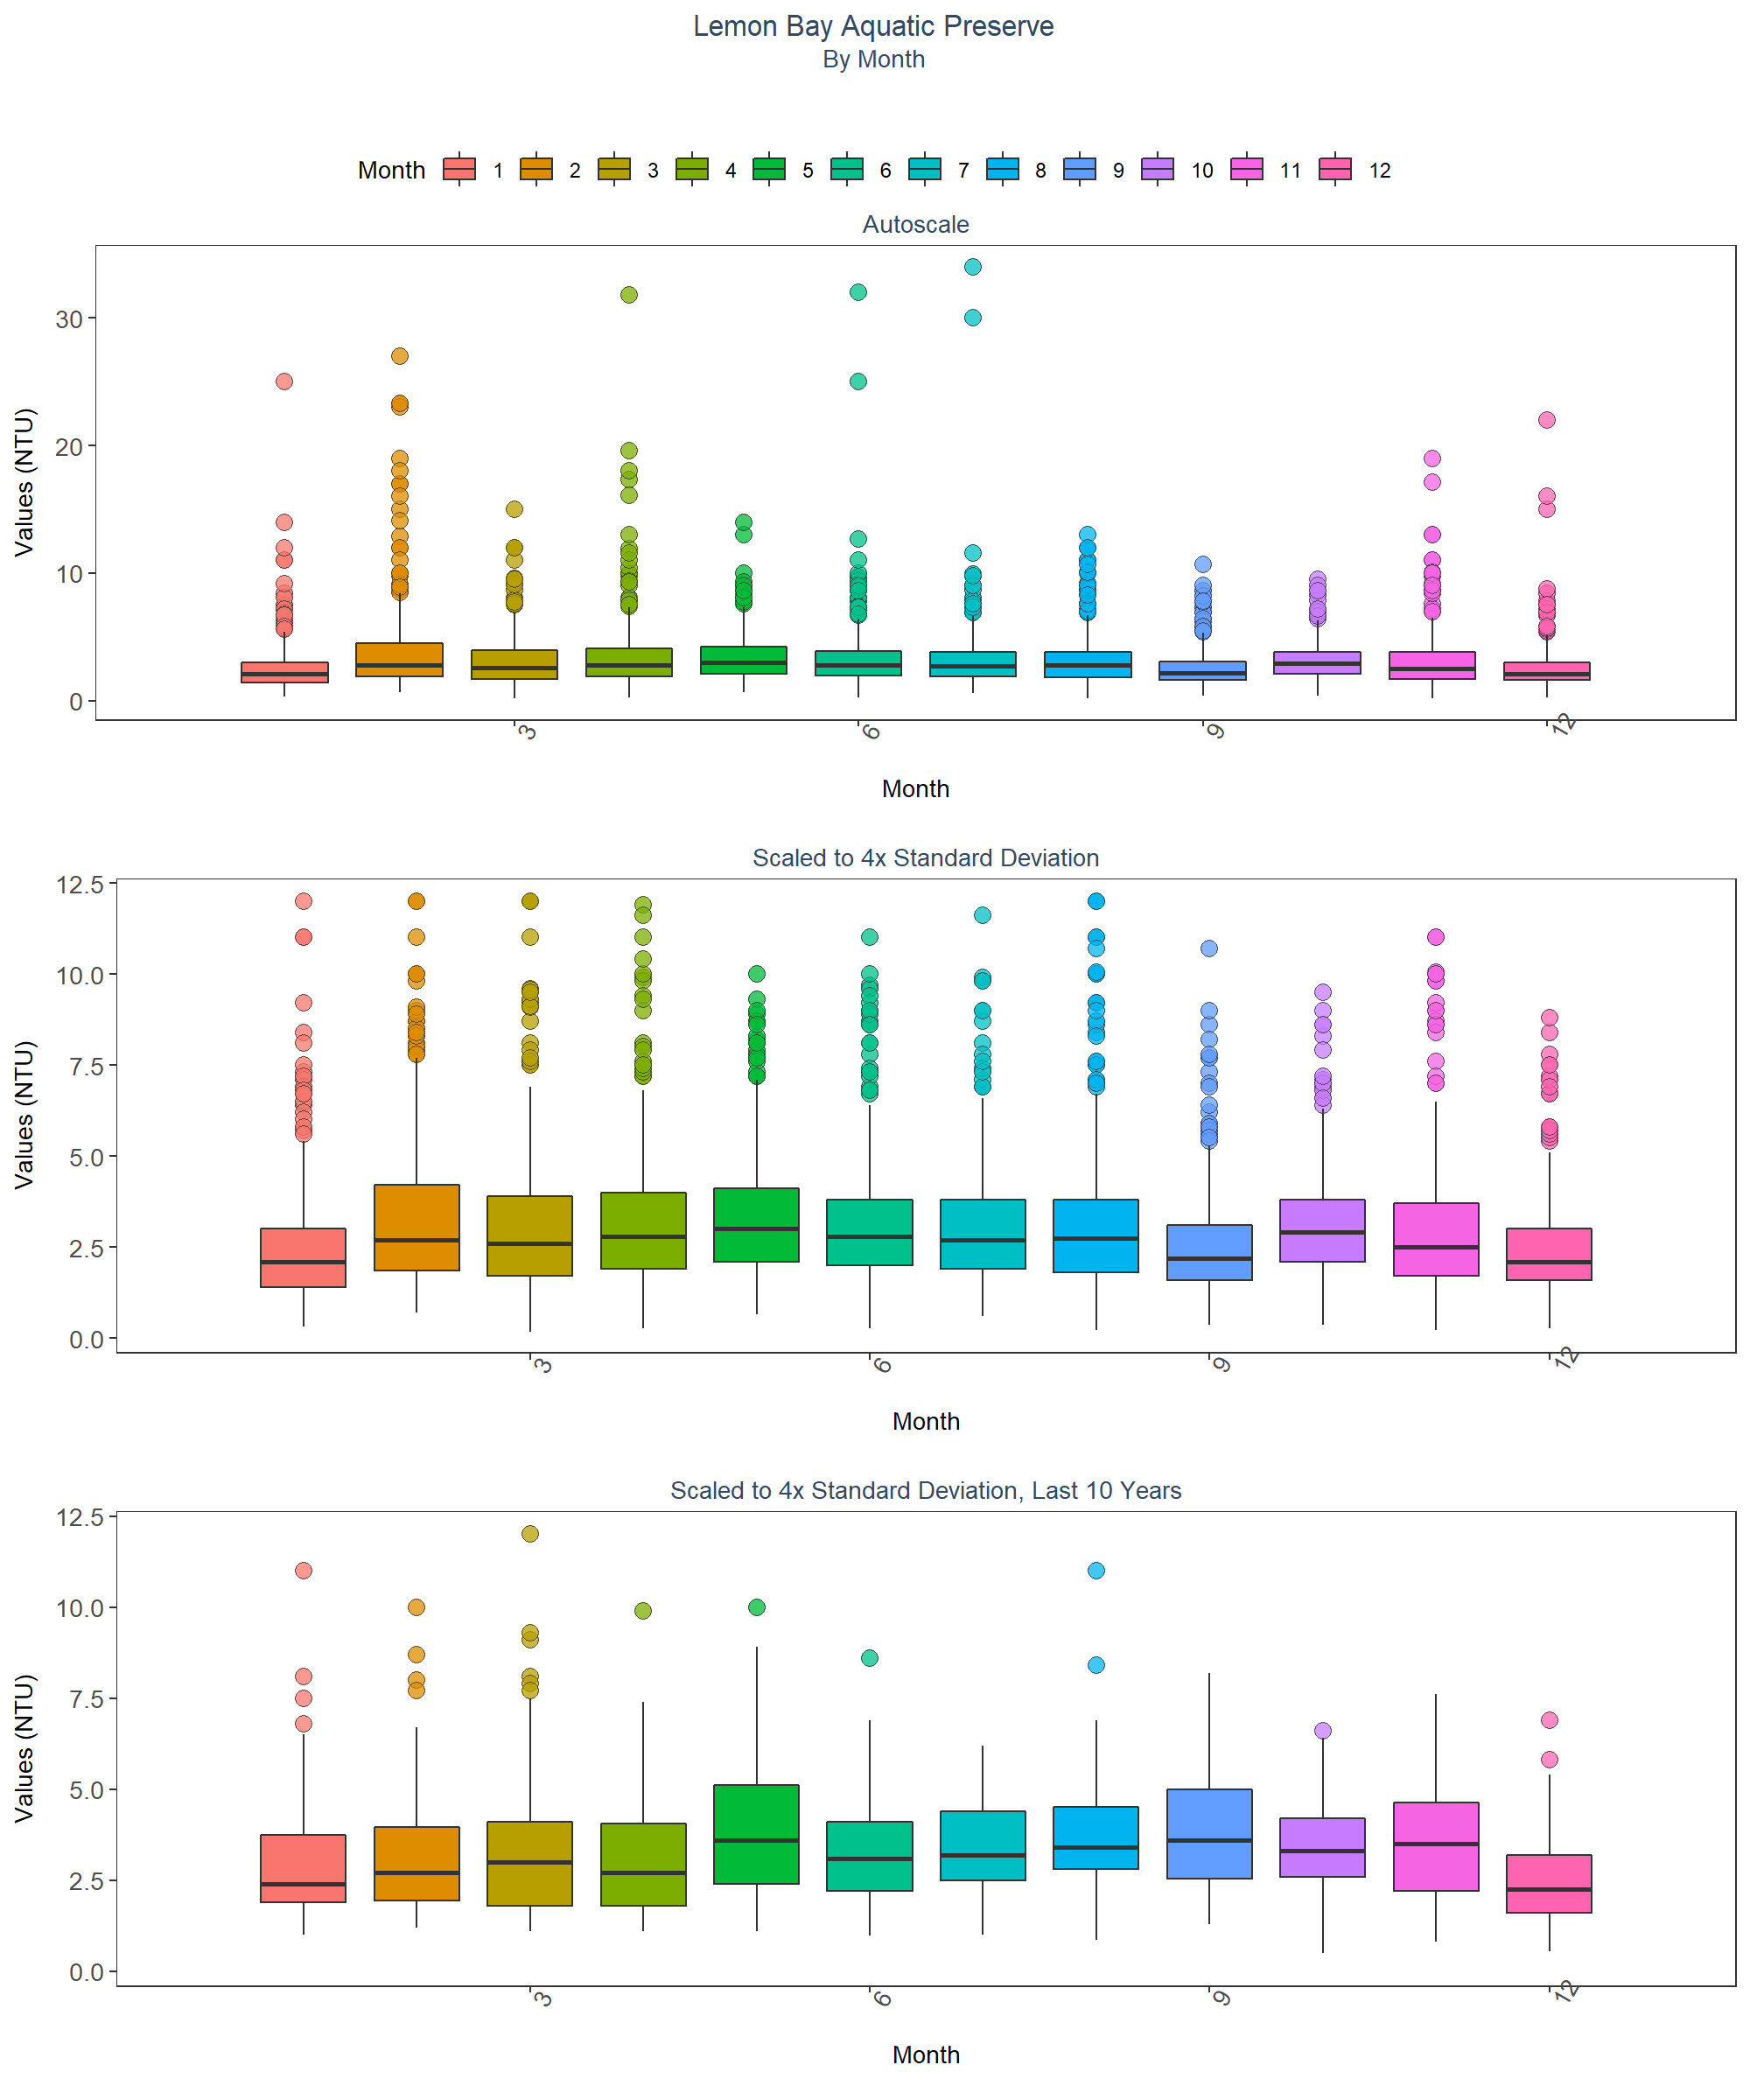 Lemon Bay Aquatic Preserve
By Month
Month 1 2 3 4 5 6 7 8 9 10 11 12
Autoscale
Values (NTU)
30
20
10
0
3 6 9 12
Month
Scaled to 4x Standard Deviation
Values (NTU)
12.5
10.0
7.5
5.0
2.5
0.0
3 6 9 12
Month
Scaled to 4x Standard Deviation, Last 10 Years
Values (NTU)
12.5
10.0
7.5
5.0
2.5
0.0
3 6 9 12
Month